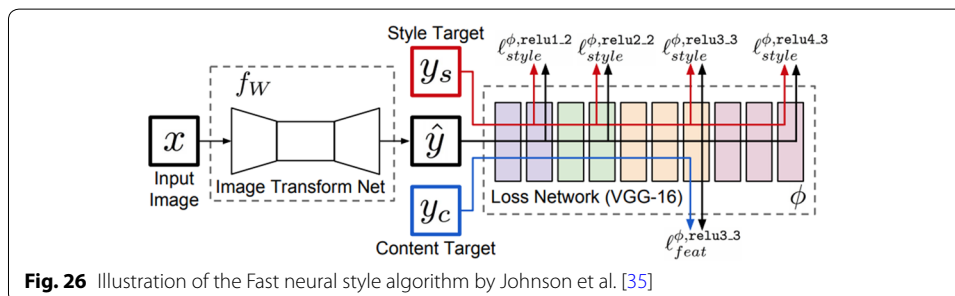 Style Target
y_s
ℓ^{ϕ,relu1_2}_{style}
ℓ^{ϕ,relu2_2}_{style}
ℓ^{ϕ,relu3_3}_{style}
ℓ^{ϕ,relu4_3}_{style}
f_W
x
ŷ
Input
Image
Image Transform Net
Loss Network (VGG-16)
ϕ
y_c
Content Target
ℓ^{ϕ,relu3_3}_{feat}
Fig. 26 Illustration of the Fast neural style algorithm by Johnson et al. [35]